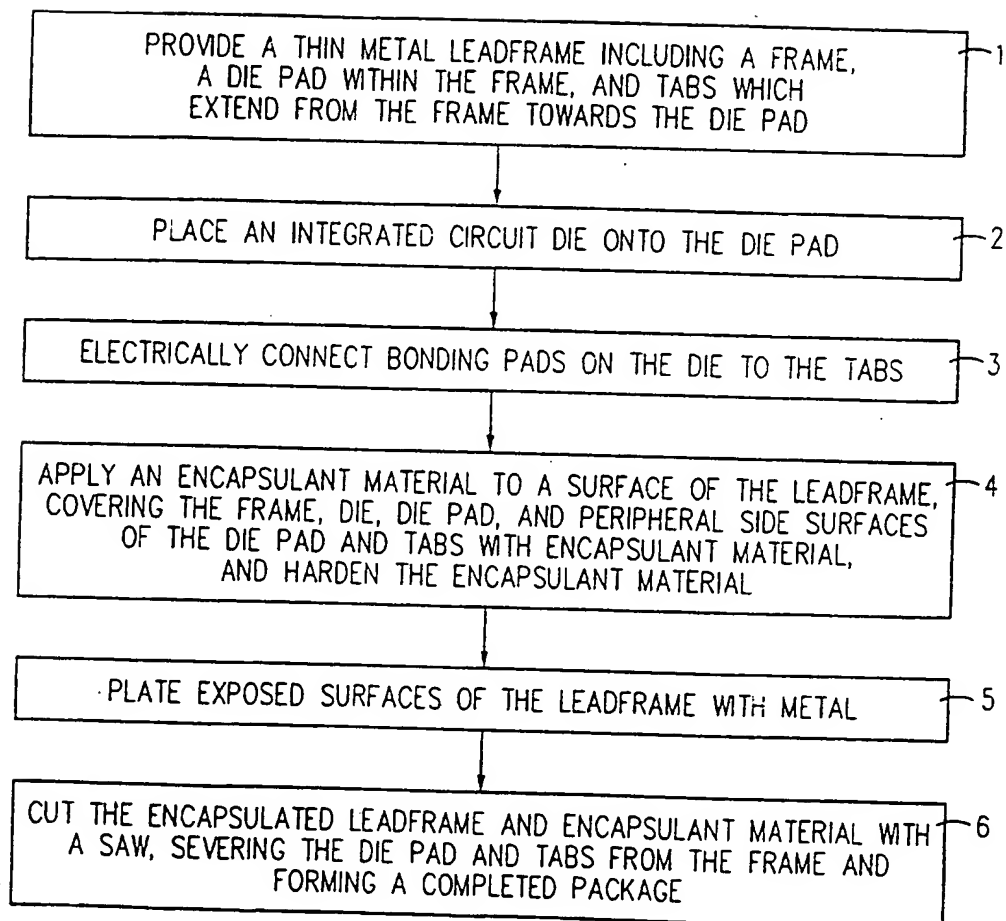 PROVIDE A THIN METAL LEADFRAME INCLUDING A FRAME,
A DIE PAD WITHIN THE FRAME, AND TABS WHICH
EXTEND FROM THE FRAME TOWARDS THE DIE PAD
1
PLACE AN INTEGRATED CIRCUIT DIE ONTO THE DIE PAD
2
ELECTRICALLY CONNECT BONDING PADS ON THE DIE TO THE TABS
3
APPLY AN ENCAPSULANT MATERIAL TO A SURFACE OF THE LEADFRAME,
COVERING THE FRAME, DIE, DIE PAD, AND PERIPHERAL SIDE SURFACES
OF THE DIE PAD AND TABS WITH ENCAPSULANT MATERIAL,
AND HARDEN THE ENCAPSULANT MATERIAL
4
PLATE EXPOSED SURFACES OF THE LEADFRAME WITH METAL
5
CUT THE ENCAPSULATED LEADFRAME AND ENCAPSULANT MATERIAL WITH
A SAW, SEVERING THE DIE PAD AND TABS FROM THE FRAME AND
FORMING A COMPLETED PACKAGE
6